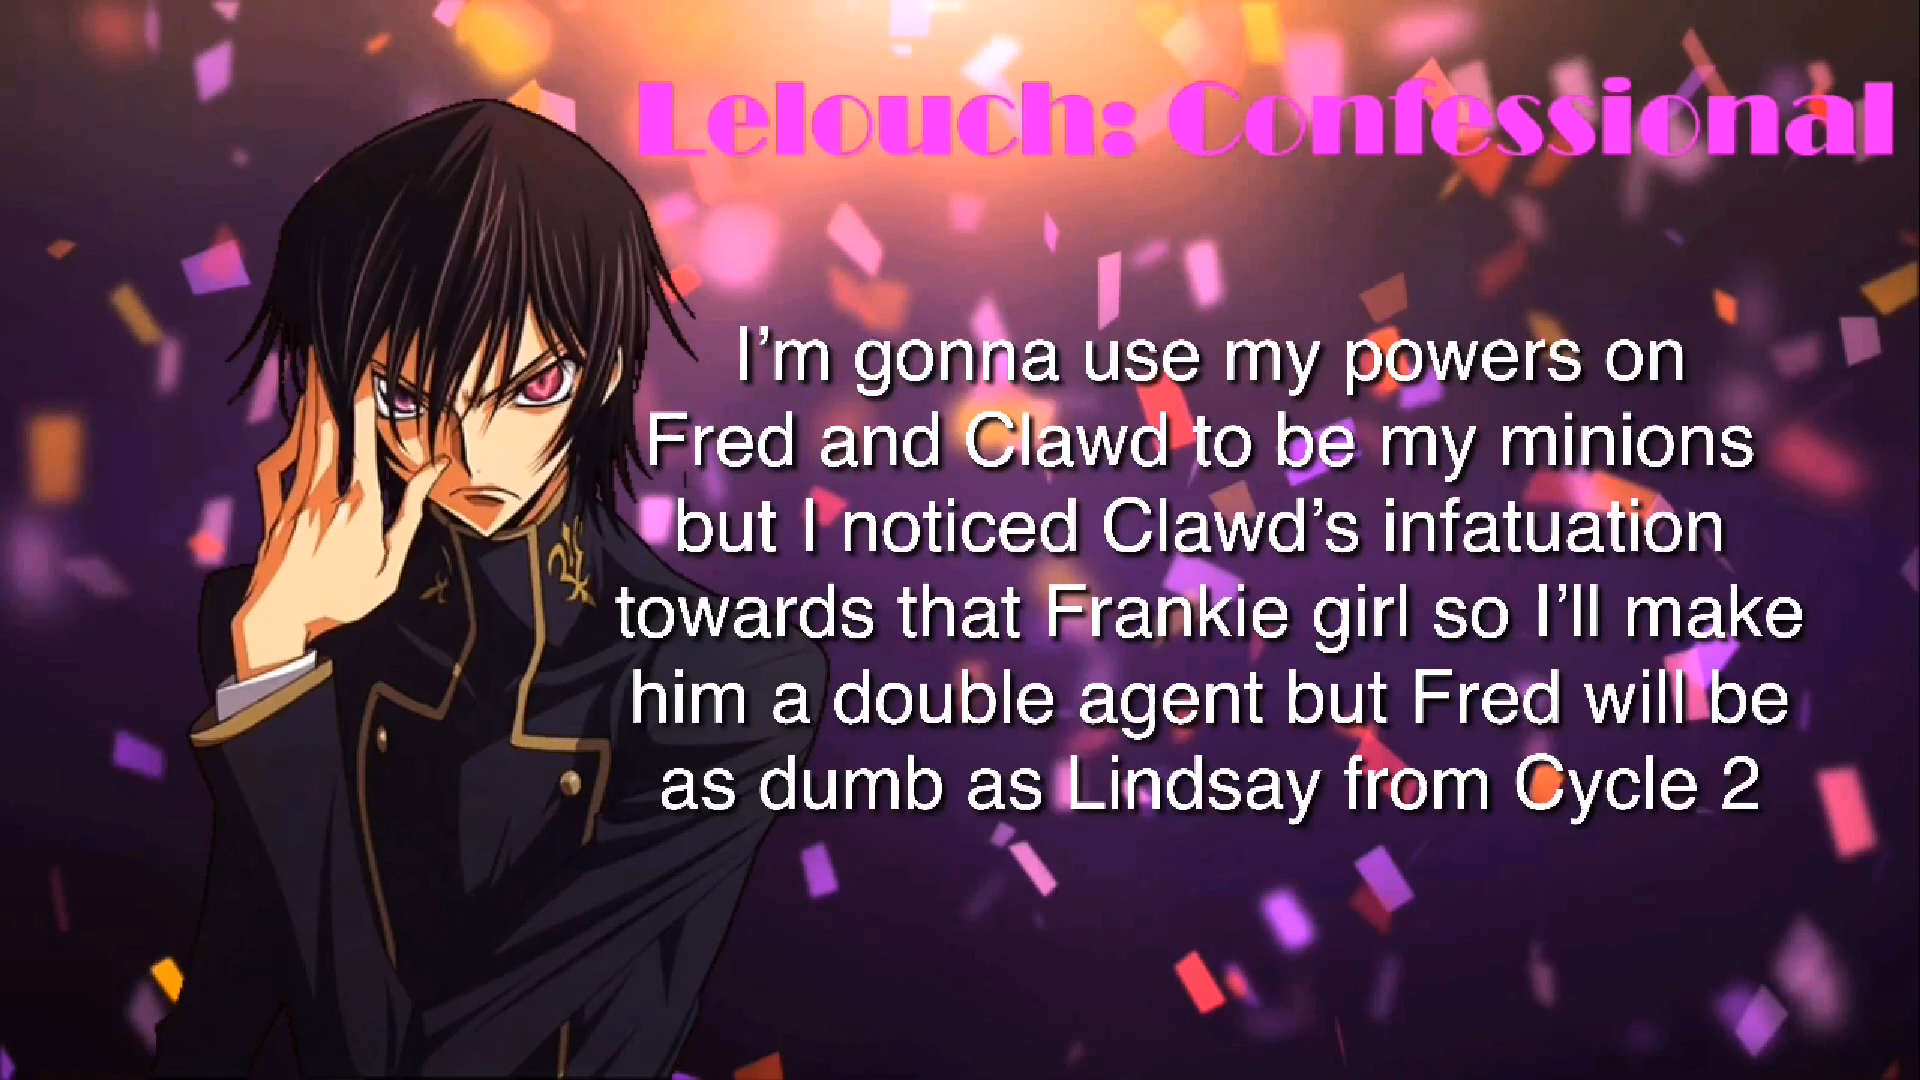 Lelouch: Confessional
I’m gonna use my powers on
Fred and Clawd to be my minions
but I noticed Clawd’s infatuation
towards that Frankie girl so I’ll make
him a double agent but Fred will be
as dumb as Lindsay from Cycle 2